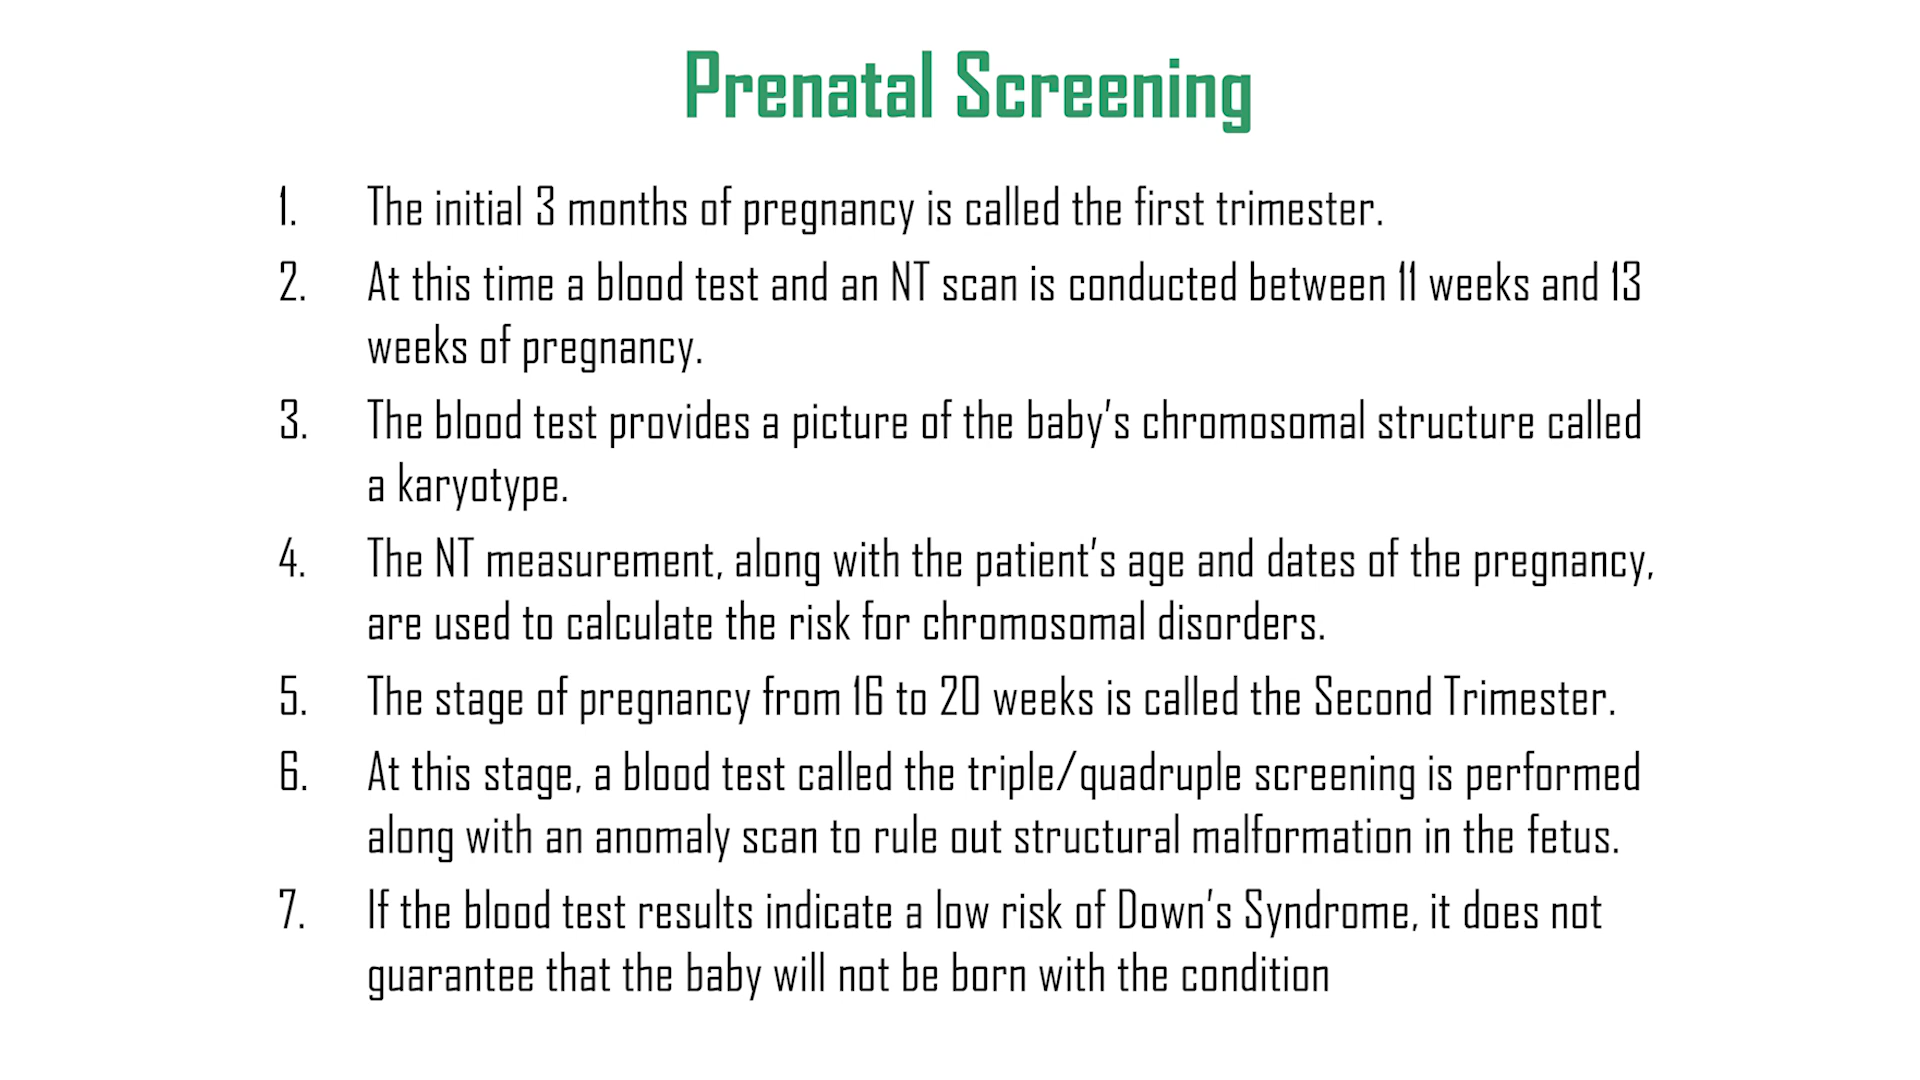 Prenatal Screening
1. The initial 3 months of pregnancy is called the first trimester.
2. At this time a blood test and an NT scan is conducted between 11 weeks and 13
weeks of pregnancy.
3. The blood test provides a picture of the baby's chromosomal structure called
a karyotype.
4. The NT measurement, along with the patient's age and dates of the pregnancy,
are used to calculate the risk for chromosomal disorders.
5. The stage of pregnancy from 16 to 20 weeks is called the Second Trimester.
6. At this stage, a blood test called the triple/quadruple screening is performed
along with an anomaly scan to rule out structural malformation in the fetus.
7. If the blood test results indicate a low risk of Down's Syndrome, it does not
guarantee that the baby will not be born with the condition